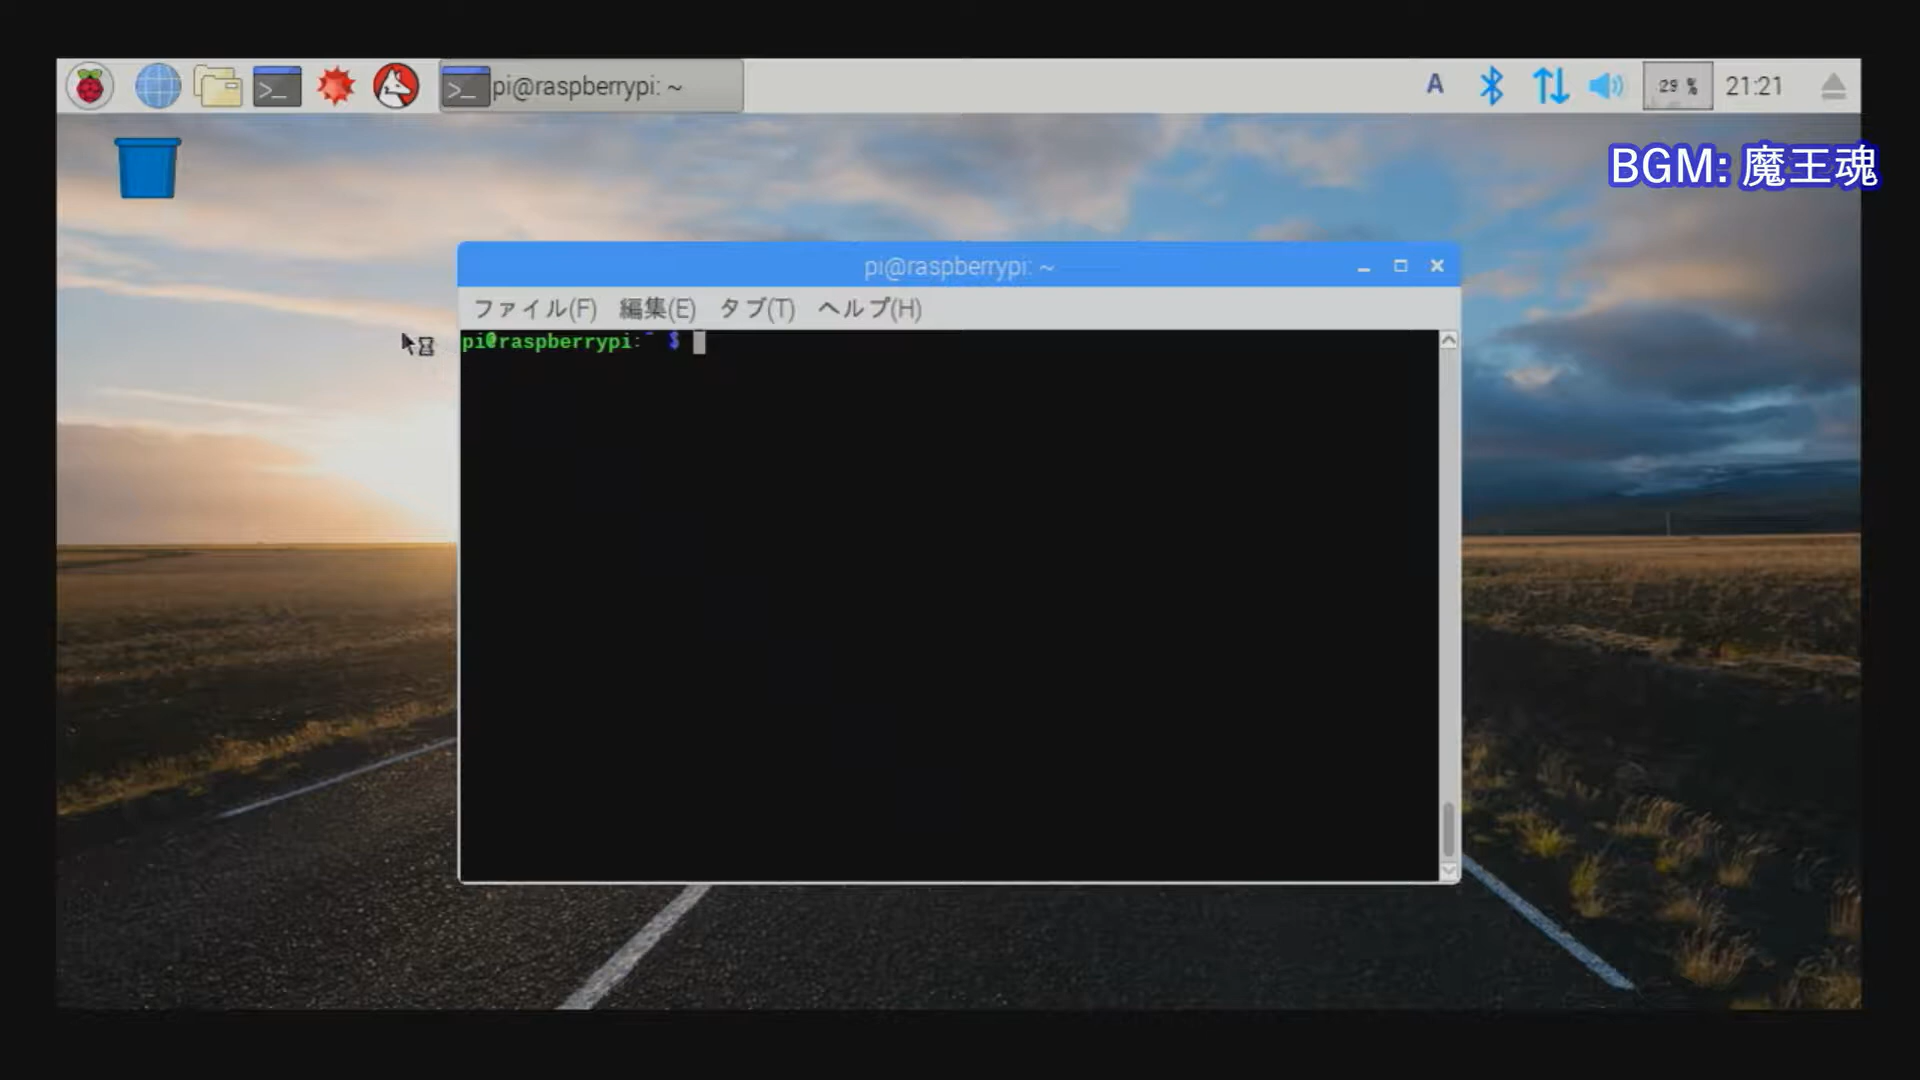 pi@raspberrypi: ~
A
29 %
21:21
BGM: 魔王魂
pi@raspberrypi: ~
ファイル(F) 編集(E) タブ(T) ヘルプ(H)
pi@raspberrypi:~ $